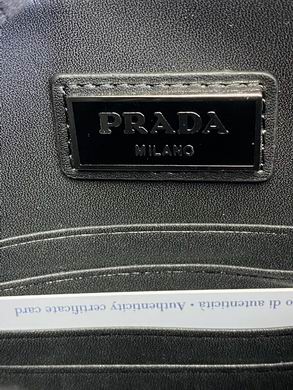 PRADA
MILANO
o di autenticità • Authenticity certificate card